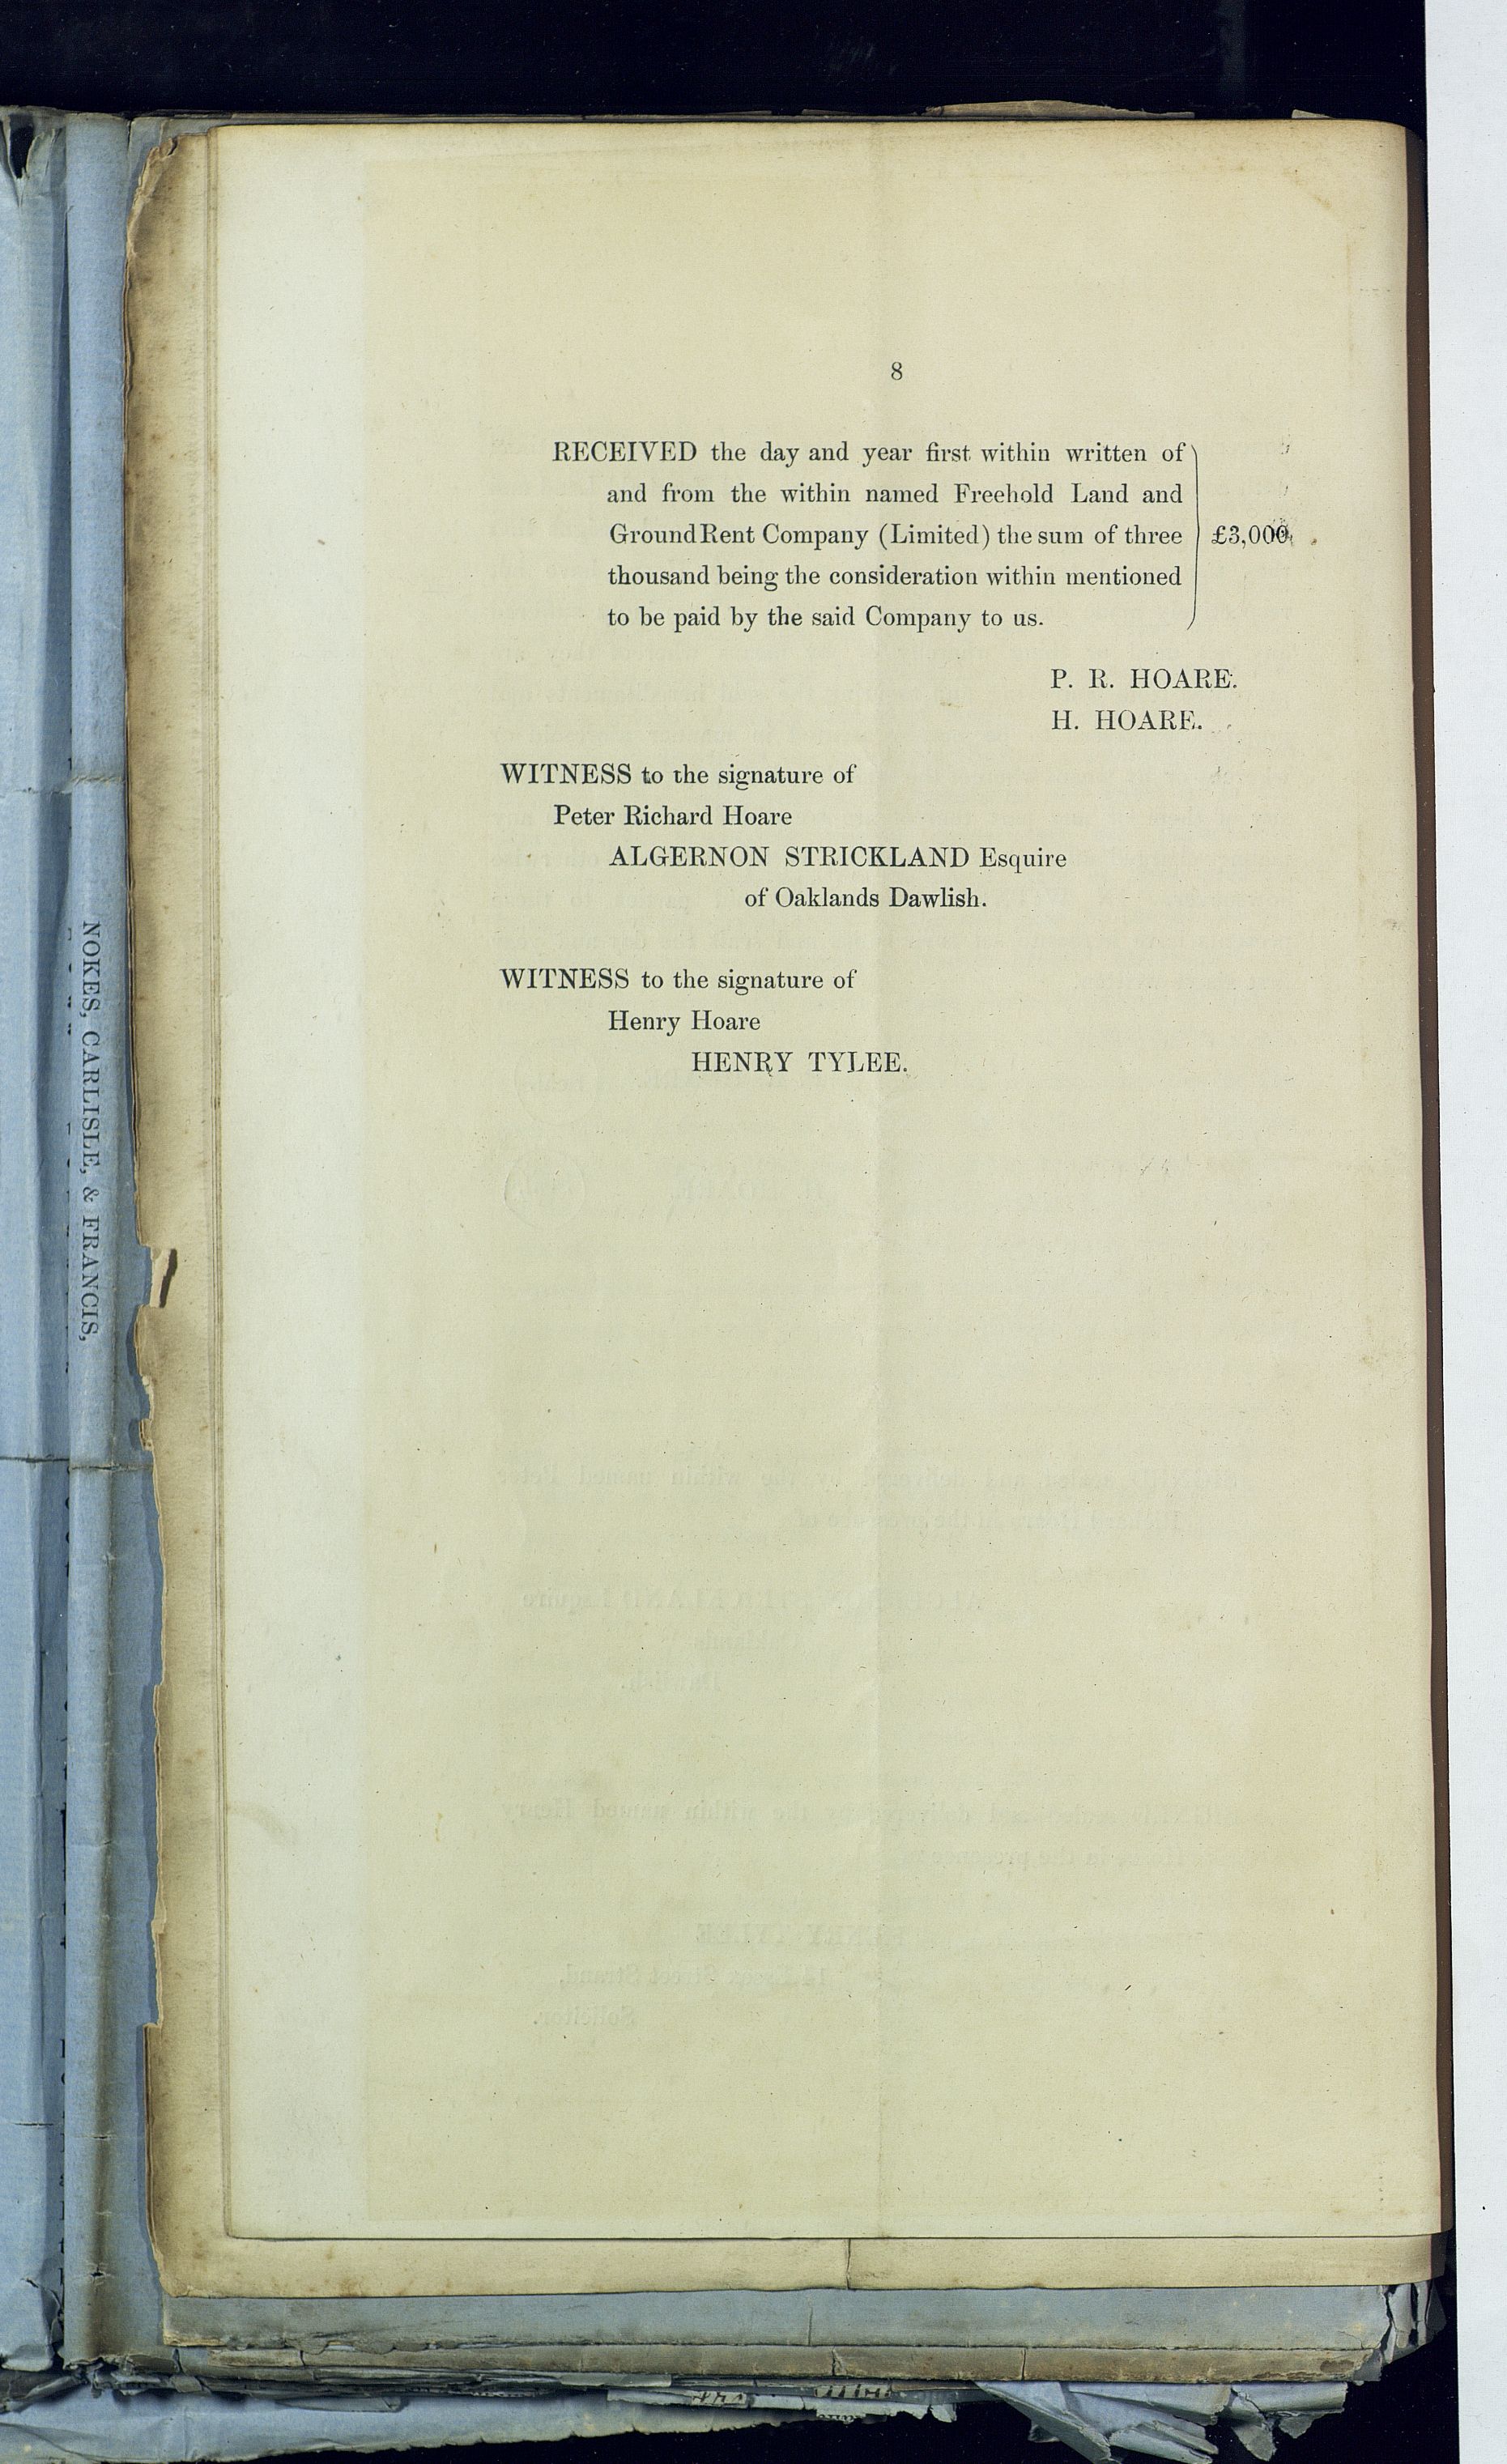 8
RECEIVED the day and year first within written of
and from the within named Freehold Land and
Ground Rent Company (Limited) the sum of three
thousand being the consideration within mentioned
to be paid by the said Company to us.
£3,000.
P. R. HOARE.
H. HOARE.
WITNESS to the signature of
Peter Richard Hoare
ALGERNON STRICKLAND Esquire
of Oaklands Dawlish.
WITNESS to the signature of
Henry Hoare
HENRY TYLEE.
NOKES, CARLISLE, & FRANCIS,